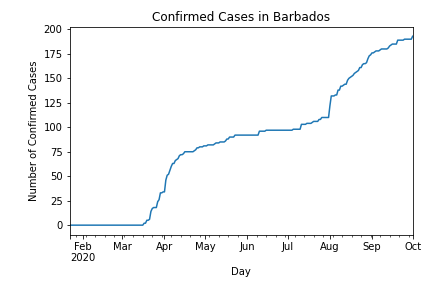 Confirmed Cases in Barbados
Number of Confirmed Cases
200
175
150
125
100
75
50
25
0
Feb Mar Apr May Jun Jul Aug Sep Oct
2020
Day